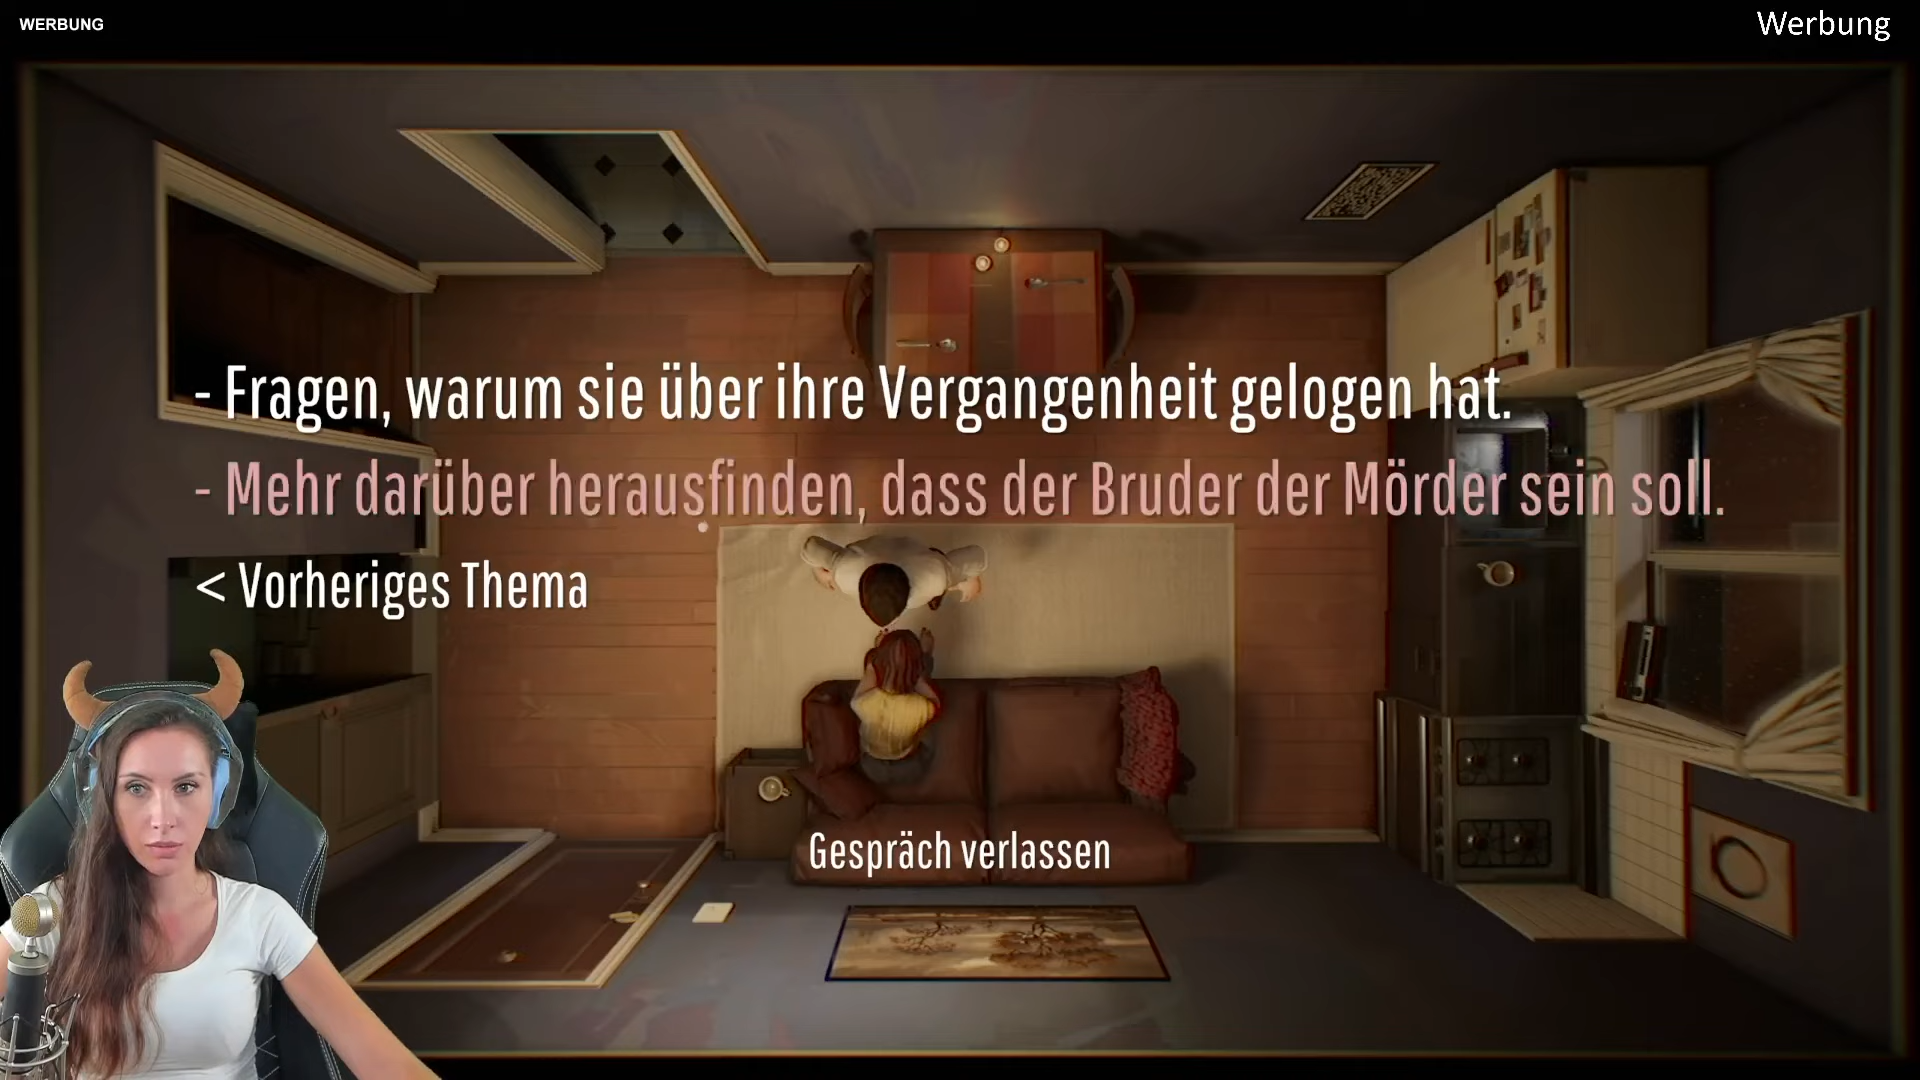 WERBUNG
Werbung
- Fragen, warum sie über ihre Vergangenheit gelogen hat.
- Mehr darüber herausfinden, dass der Bruder der Mörder sein soll.
< Vorheriges Thema
Gespräch verlassen